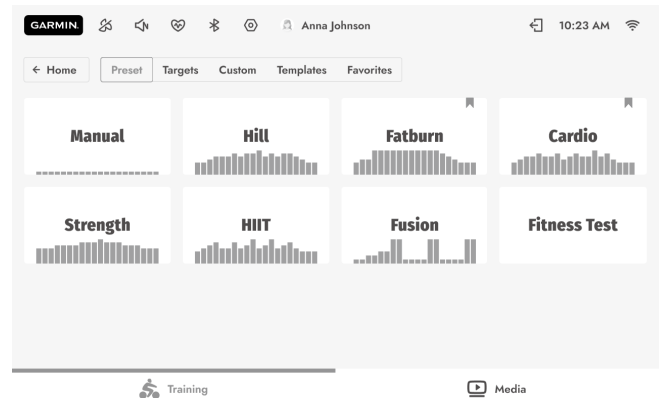 GARMIN.
N
Anna Johnson
10:23 AM
← Home
Preset Targets Custom Templates Favorites
Manual Hill Fatburn Cardio
Strength HIIT Fusion Fitness Test
Training Media